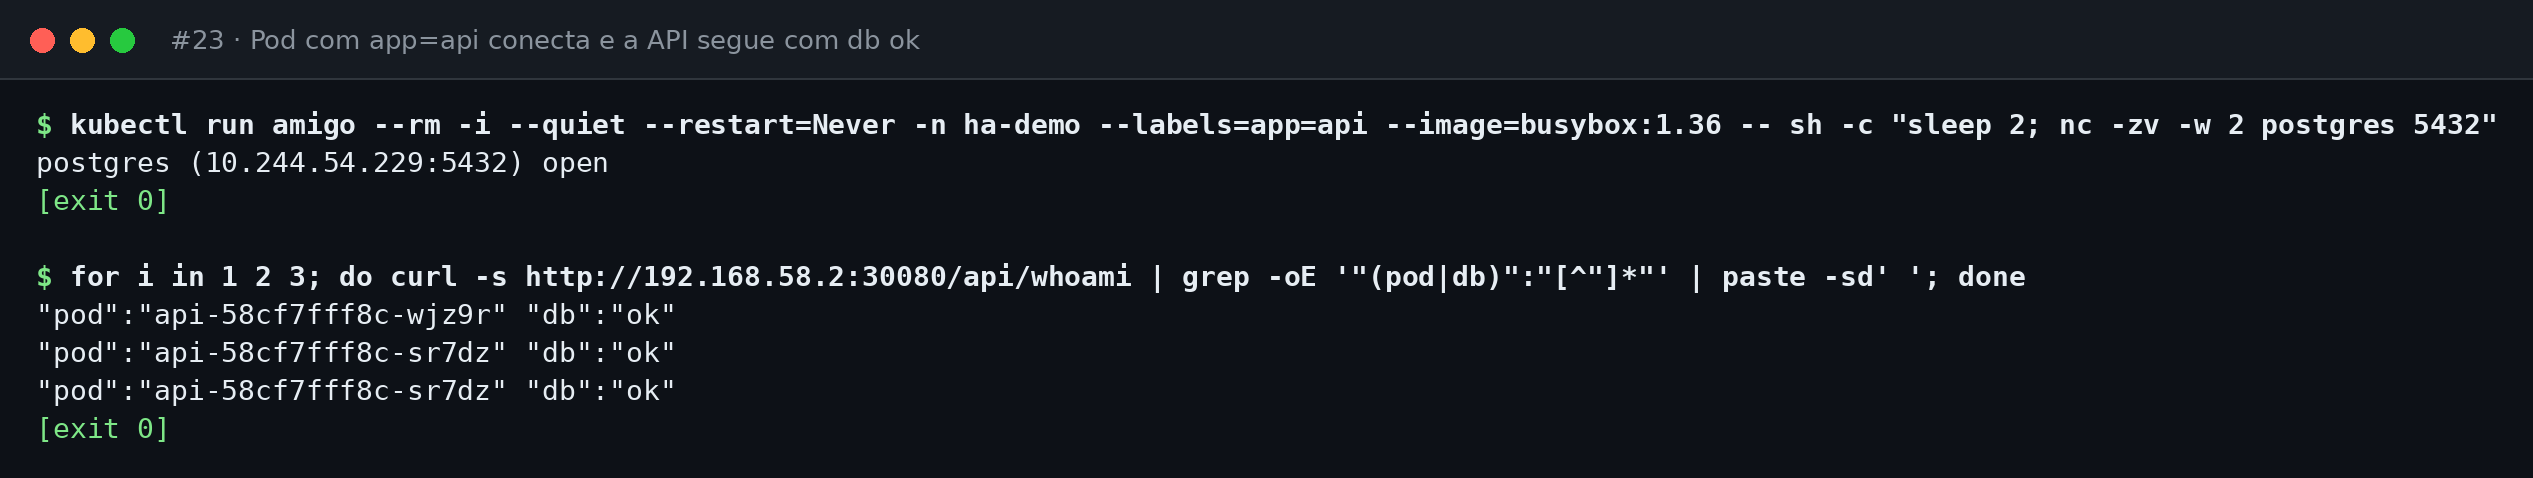 #23 · Pod com app=api conecta e a API segue com db ok
$ kubectl run amigo --rm -i --quiet --restart=Never -n ha-demo --labels=app=api --image=busybox:1.36 -- sh -c "sleep 2; nc -zv -w 2 postgres 5432"
postgres (10.244.54.229:5432) open
[exit 0]
$ for i in 1 2 3; do curl -s http://192.168.58.2:30080/api/whoami | grep -oE '"(pod|db)":"[^"]*"' | paste -sd' '; done
"pod":"api-58cf7fff8c-wjz9r" "db":"ok"
"pod":"api-58cf7fff8c-sr7dz" "db":"ok"
"pod":"api-58cf7fff8c-sr7dz" "db":"ok"
[exit 0]